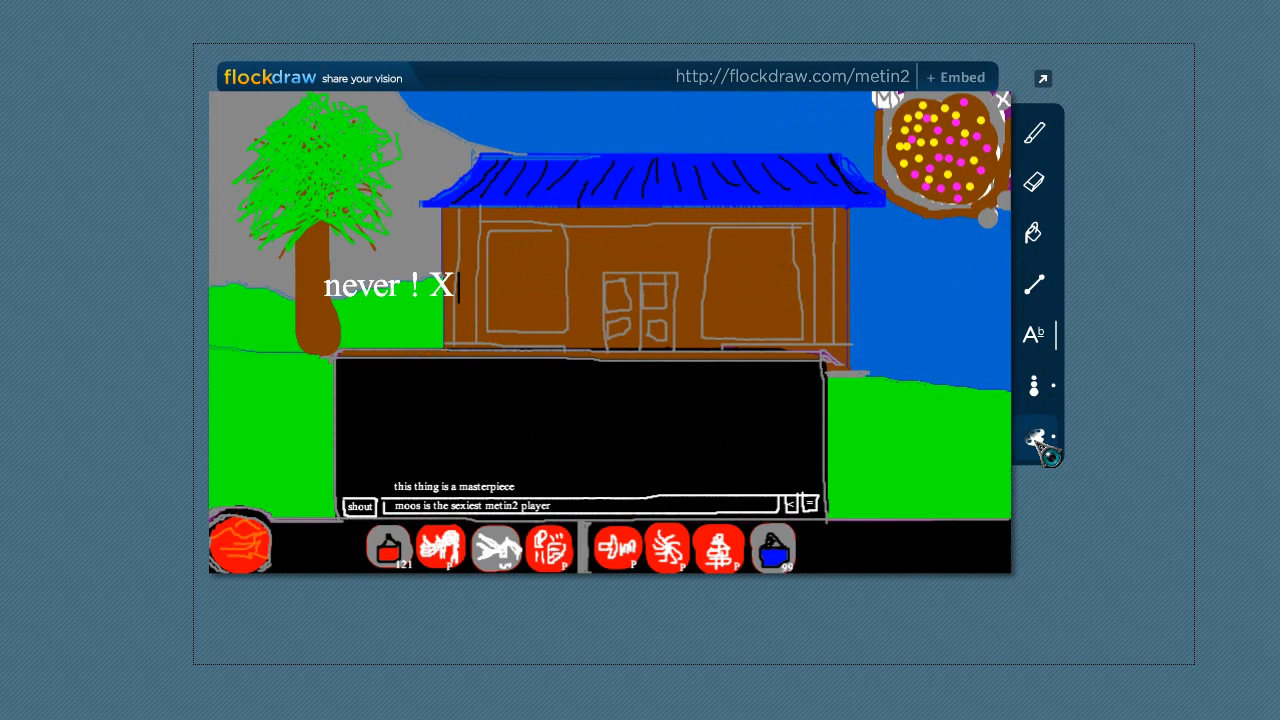 flockdraw share your vision
http://flockdraw.com/metin2
+ Embed
M
X
never ! X
this thing is a masterpiece
shout
moos is the sexiest metin2 player
<
=
121
P
P
P
P
P
99
A b